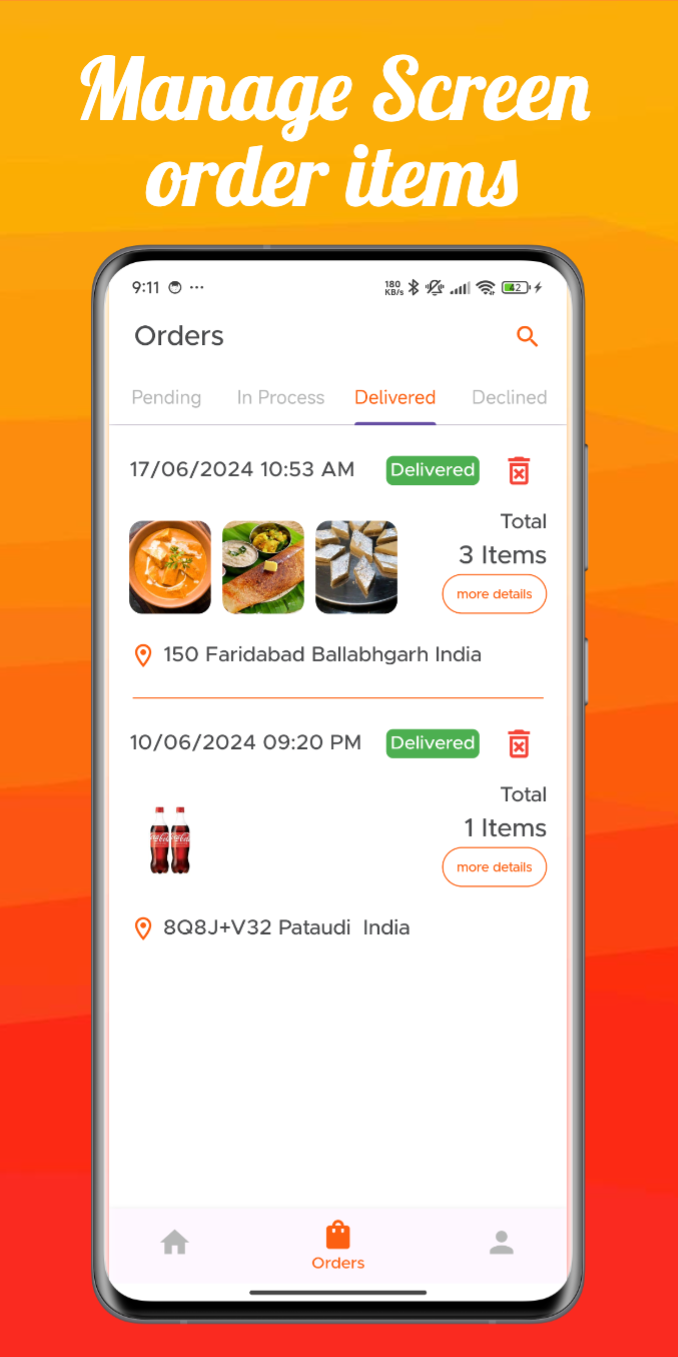 Manage Screen
order items
9:11 ...
180
KB/s
42
Orders
Pending In Process Delivered Declined
17/06/2024 10:53 AM Delivered
Total
3 Items
more details
150 Faridabad Ballabhgarh India
10/06/2024 09:20 PM Delivered
Total
1 Items
more details
8Q8J+V32 Pataudi  India
Orders